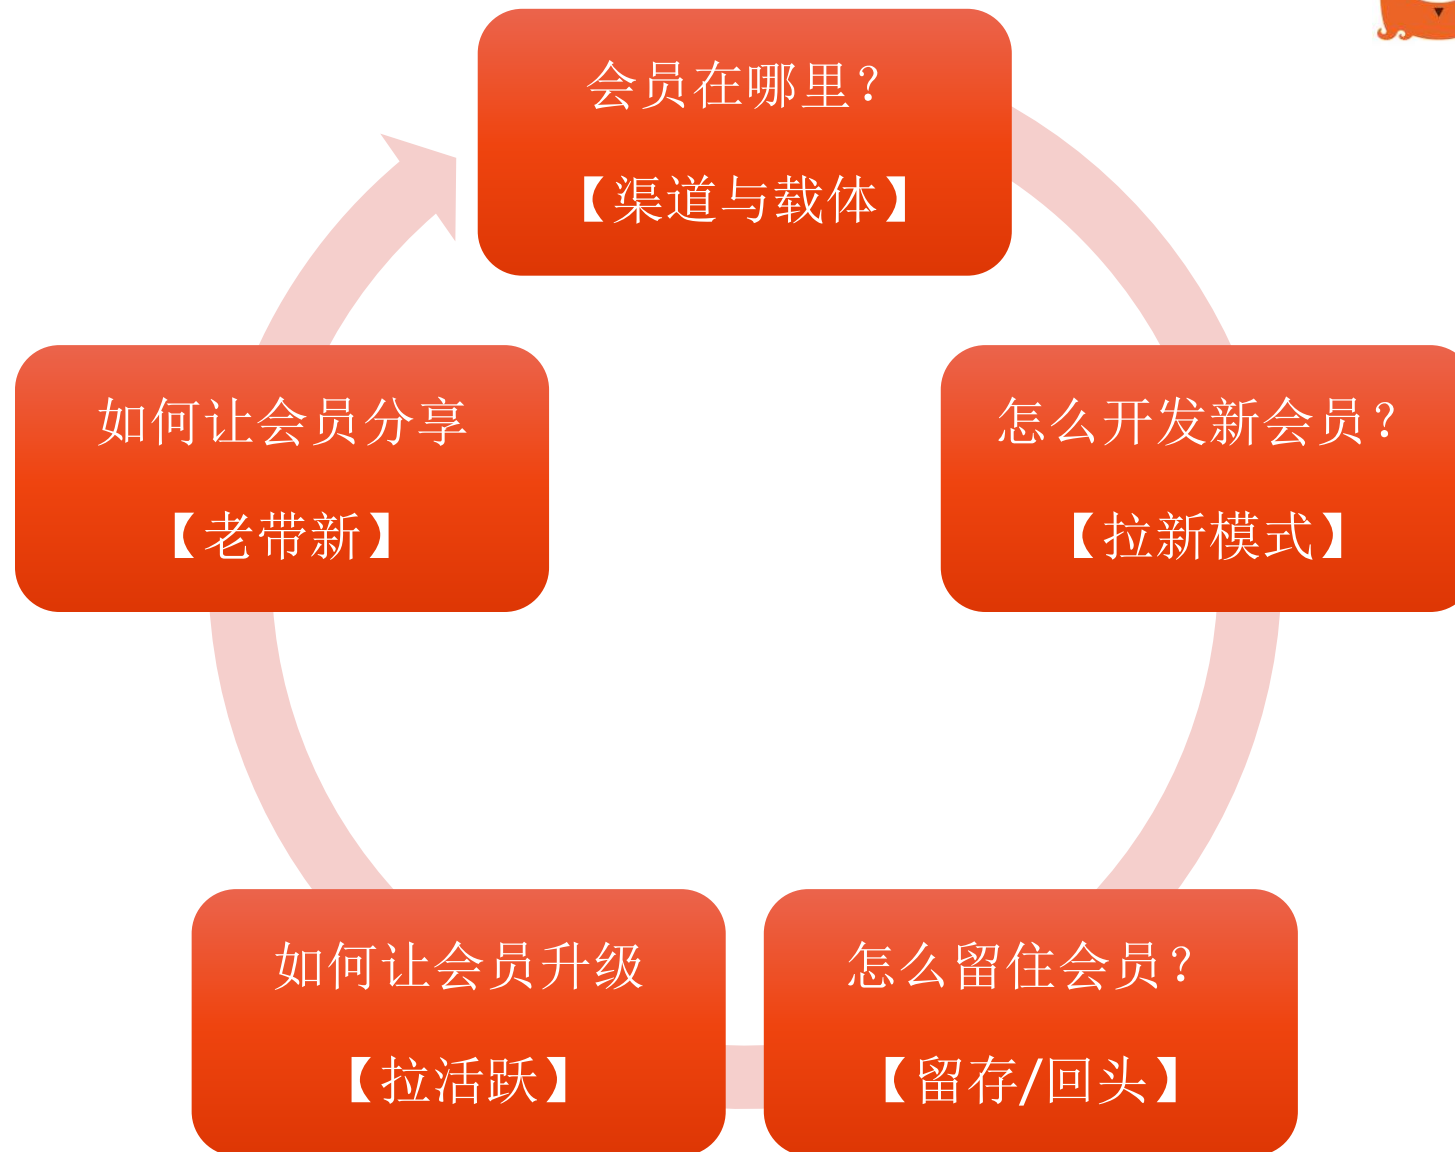 会员在哪里？
【渠道与载体】
怎么开发新会员？
【拉新模式】
怎么留住会员？
【留存/回头】
如何让会员升级
【拉活跃】
如何让会员分享
【老带新】